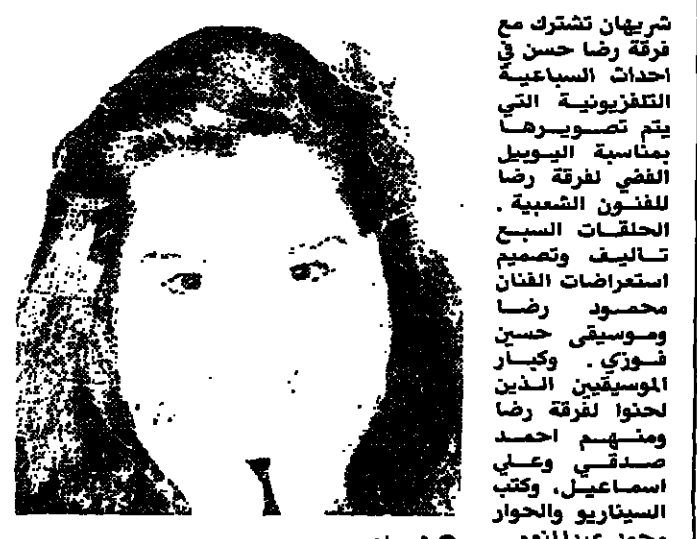 شريهان تشترك مع
فرقة رضا حسن في
احداث السباعية
التلفزيونية التي
يتم تصويرها
بمناسبة اليوبيل
الفضي لفرقة رضا
للفنون الشعبية .
الحلقات السبع
تاليف وتصميم
استعراضات الفنان
محمود رضا
وموسيقى حسين
فوزي . وكبار
الموسيقيين الذين
لحنوا لفرقة رضا
ومنهم احمد
صدقي وعلي
اسماعيل، وكتب
السيناريو والحوار